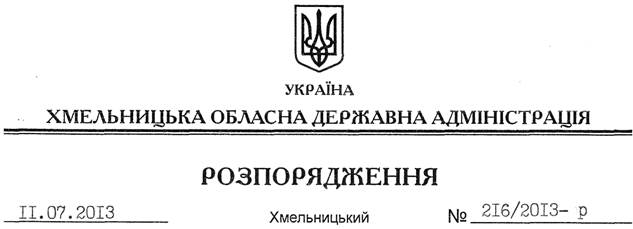 УКРАЇНА
ХМЕЛЬНИЦЬКА ОБЛАСНА ДЕРЖАВНА АДМІНІСТРАЦІЯ
РОЗПОРЯДЖЕННЯ
11.07.2013 Хмельницький № 216/2013- р